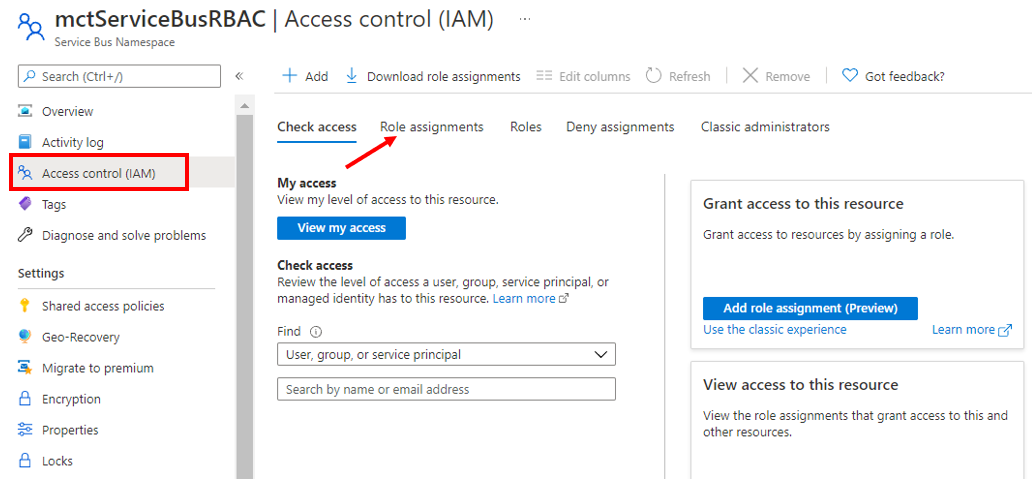 mctServiceBusRBAC | Access control (IAM) ...
Service Bus Namespace
Search (Ctrl+/)
«
Overview
Activity log
Access control (IAM)
Tags
Diagnose and solve problems
Settings
Shared access policies
Geo-Recovery
Migrate to premium
Encryption
Properties
Locks
Add
Download role assignments
Edit columns
Refresh
Remove
Got feedback?
Check access
Role assignments
Roles
Deny assignments
Classic administrators
My access
View my level of access to this resource.
View my access
Check access
Review the level of access a user, group, service principal, or
managed identity has to this resource. Learn more
Find
User, group, or service principal
Search by name or email address
Grant access to this resource
Grant access to resources by assigning a role.
Add role assignment (Preview)
Use the classic experience
Learn more
View access to this resource
View the role assignments that grant access to this and
other resources.